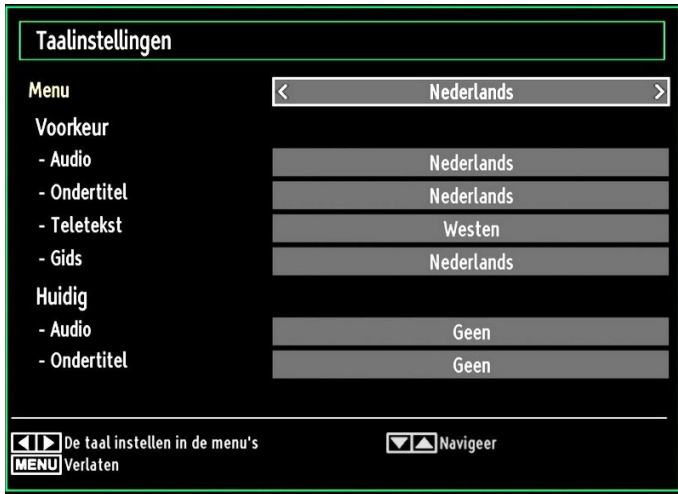 Taalinstellingen
Menu < Nederlands >
Voorkeur
- Audio Nederlands
- Ondertitel Nederlands
- Teletekst Westen
- Gids Nederlands
Huidig
- Audio Geen
- Ondertitel Geen
De taal instellen in de menu's Navigeer
MENU Verlaten